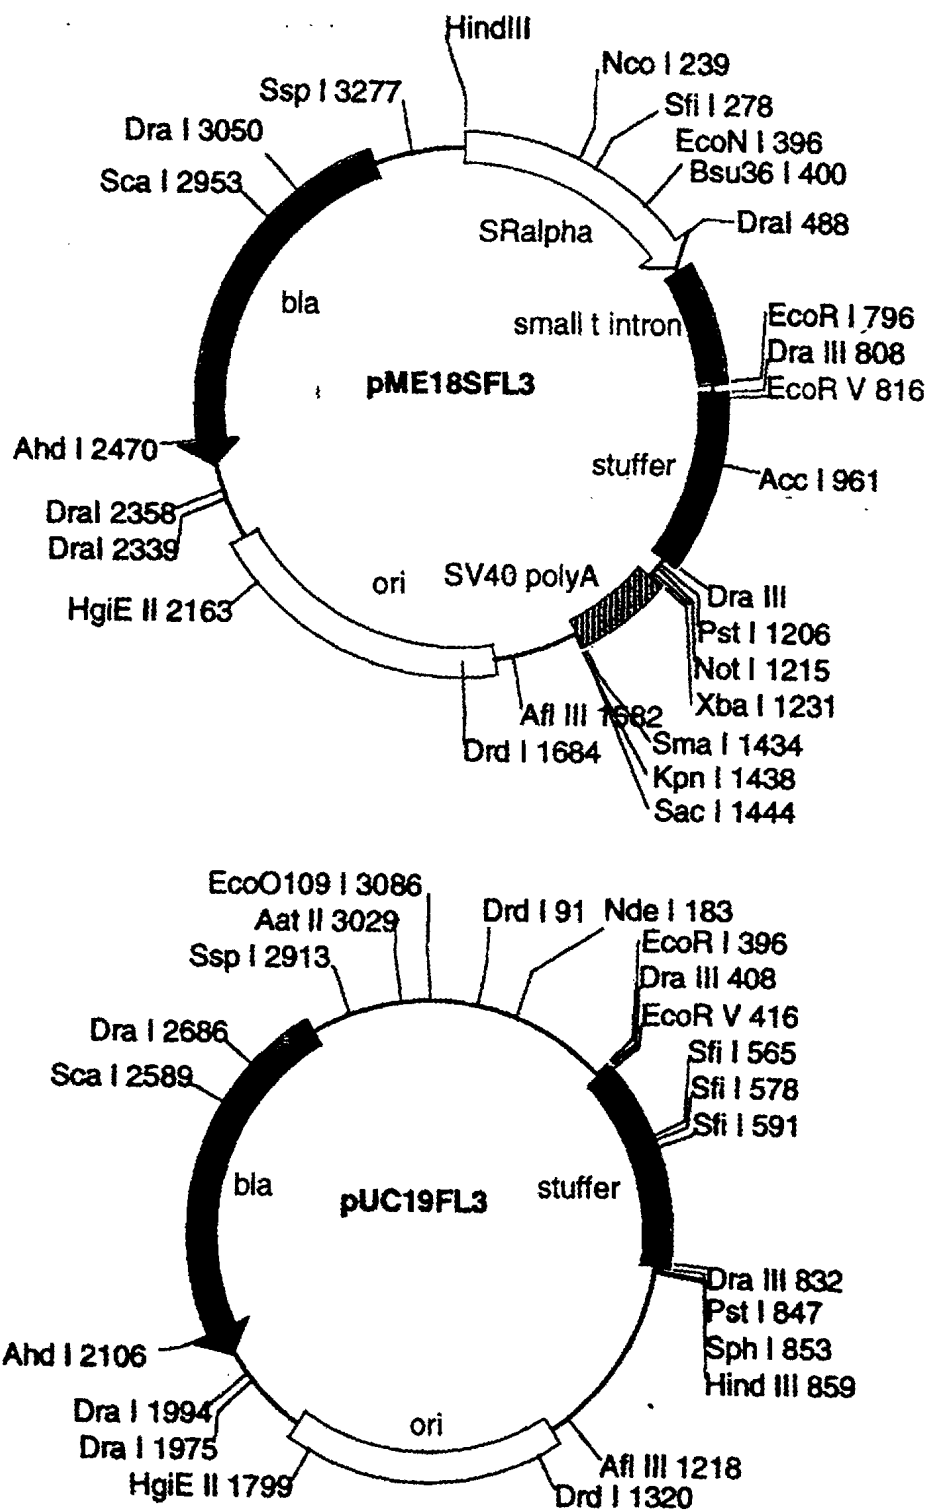 HindIII
Nco I 239
Ssp I 3277
Sfi I 278
Dra I 3050
EcoN I 396
Sca I 2953
Bsu36 I 400
SRalpha
DraI 488
bla
small t intron
EcoR I 796
Dra III 808
pME18SFL3
EcoR V 816
Ahd I 2470
stuffer
Acc I 961
DraI 2358
DraI 2339
ori
SV40 polyA
HgiE II 2163
Dra III
Pst I 1206
Not I 1215
Xba I 1231
Afl III 1582
Drd I 1684
Sma I 1434
Kpn I 1438
Sac I 1444
EcoO109 I 3086
Aat II 3029
Drd I 91
Nde I 183
Ssp I 2913
EcoR I 396
Dra III 408
EcoR V 416
Dra I 2686
Sca I 2589
Sfi I 565
Sfi I 578
Sfi I 591
bla
pUC19FL3
stuffer
Dra III 832
Pst I 847
Sph I 853
Hind III 859
Ahd I 2106
Dra I 1994
Dra I 1975
ori
HgiE II 1799
Afl III 1218
Drd I 1320